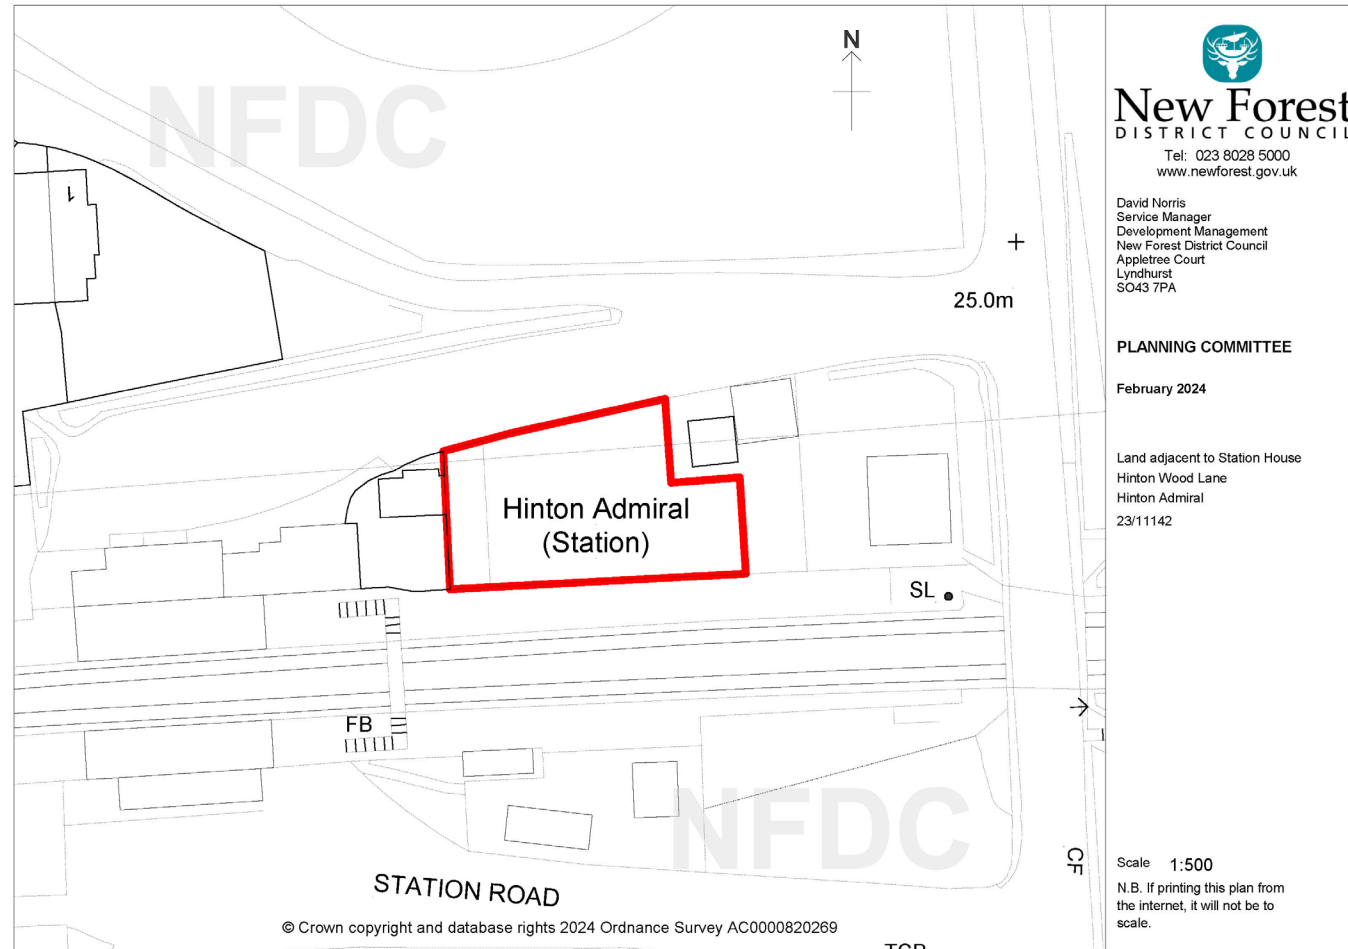 NFDC
N
1
25.0m
Hinton Admiral
(Station)
SL
FB
NFDC
CF
STATION ROAD
© Crown copyright and database rights 2024 Ordnance Survey AC0000820269
TCP
New Forest
DISTRICT COUNCIL
Tel: 023 8028 5000
www.newforest.gov.uk
David Norris
Service Manager
Development Management
New Forest District Council
Appletree Court
Lyndhurst
SO43 7PA
PLANNING COMMITTEE
February 2024
Land adjacent to Station House
Hinton Wood Lane
Hinton Admiral
23/11142
Scale 1:500
N.B. If printing this plan from
the internet, it will not be to
scale.